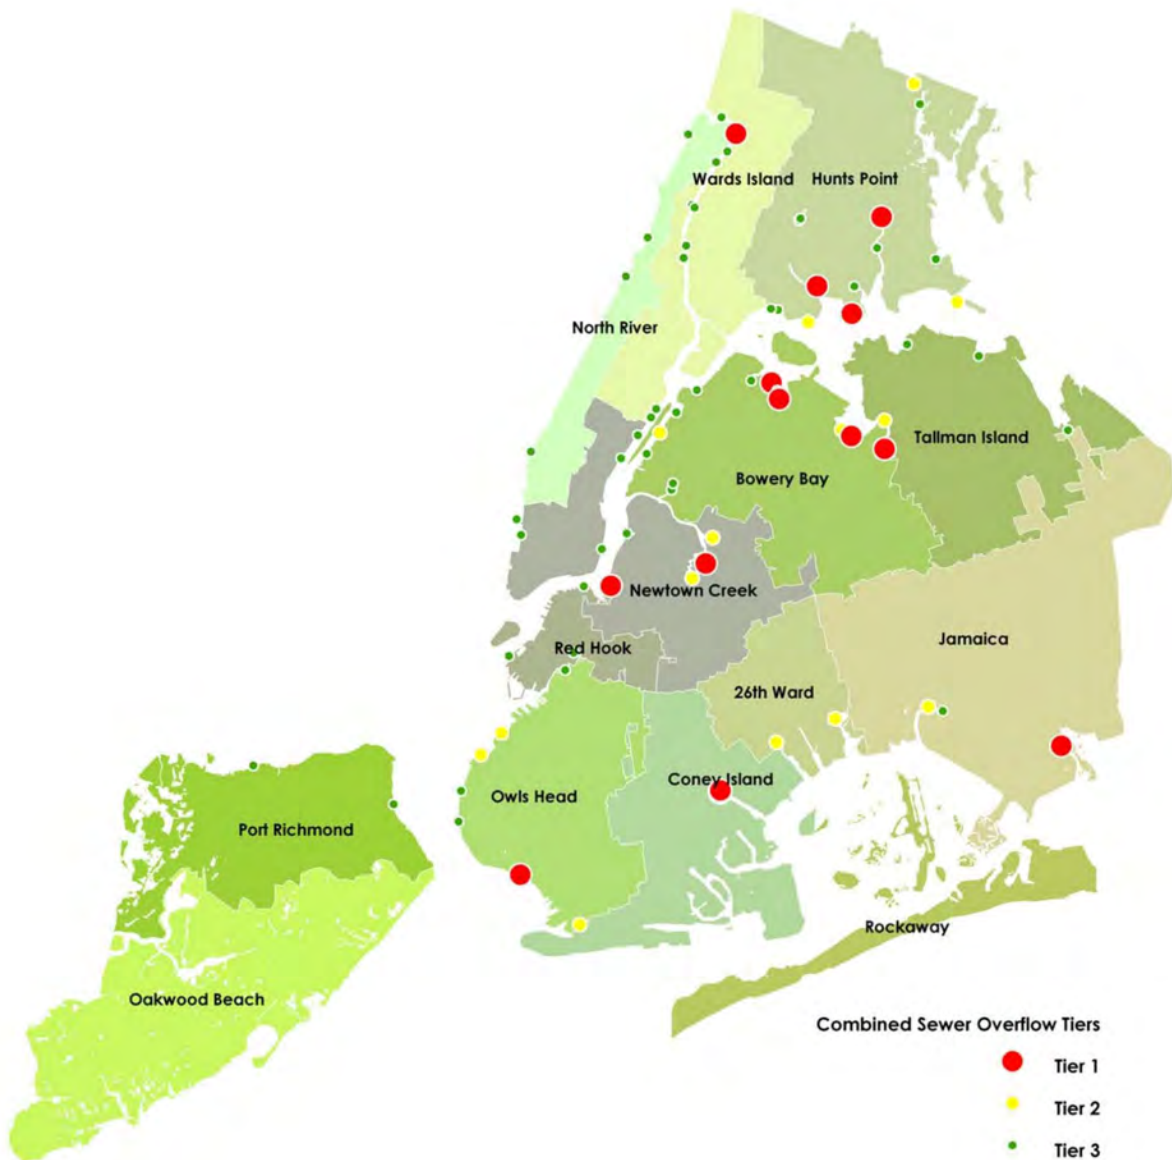 Wards Island
Hunts Point
North River
Tallman Island
Bowery Bay
Newtown Creek
Jamaica
Red Hook
26th Ward
Coney Island
Owls Head
Port Richmond
Rockaway
Oakwood Beach
Combined Sewer Overflow Tiers
Tier 1
Tier 2
Tier 3